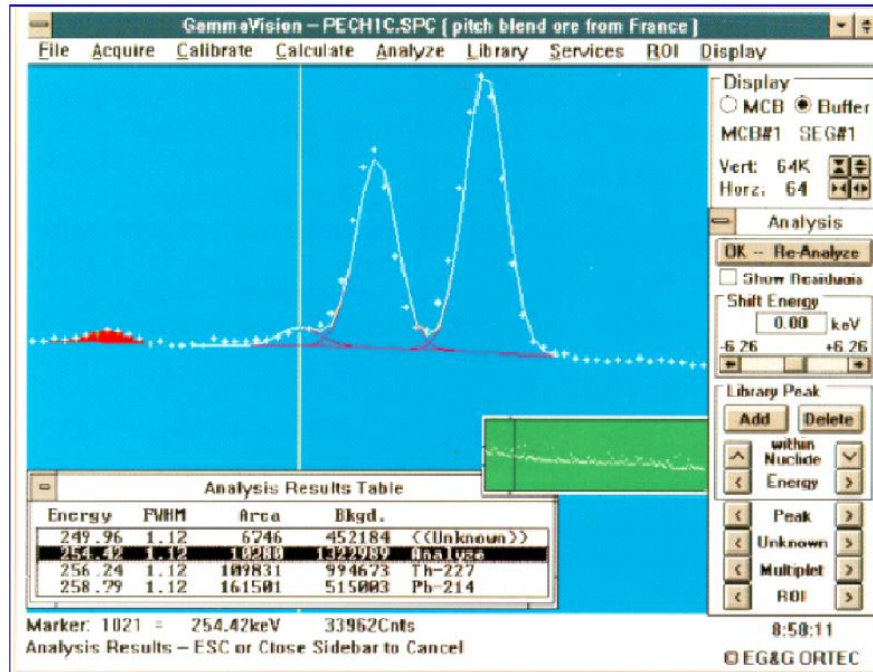 GammaVision – PECH1C.SPC ( pitch blend ore from France )
File Acquire Calibrate Calculate Analyze Library Services ROI Display
Display
MCB Buffer
MCB#1 SEG#1
Vert: 64K
Horz: 64
Analysis
OK -- Re-Analyze
Show Residuals
Shift Energy
0.00 keV
-6.26 +6.26
Library Peak
Add Delete
within
Nuclide
Energy
Peak
Unknown
Multiplet
ROI
Analysis Results Table
Energy FWHM Area Bkgd.
249.96 1.12 6746 452184 <<Unknown>>
254.42 1.12 10280 1322989 Analyze
256.24 1.12 109831 994673 Th-227
258.79 1.12 161501 515003 Pb-214
Marker: 1021 = 254.42keV 33962Cnts
Analysis Results – ESC or Close Sidebar to Cancel
8:58:11
© EG&G ORTEC